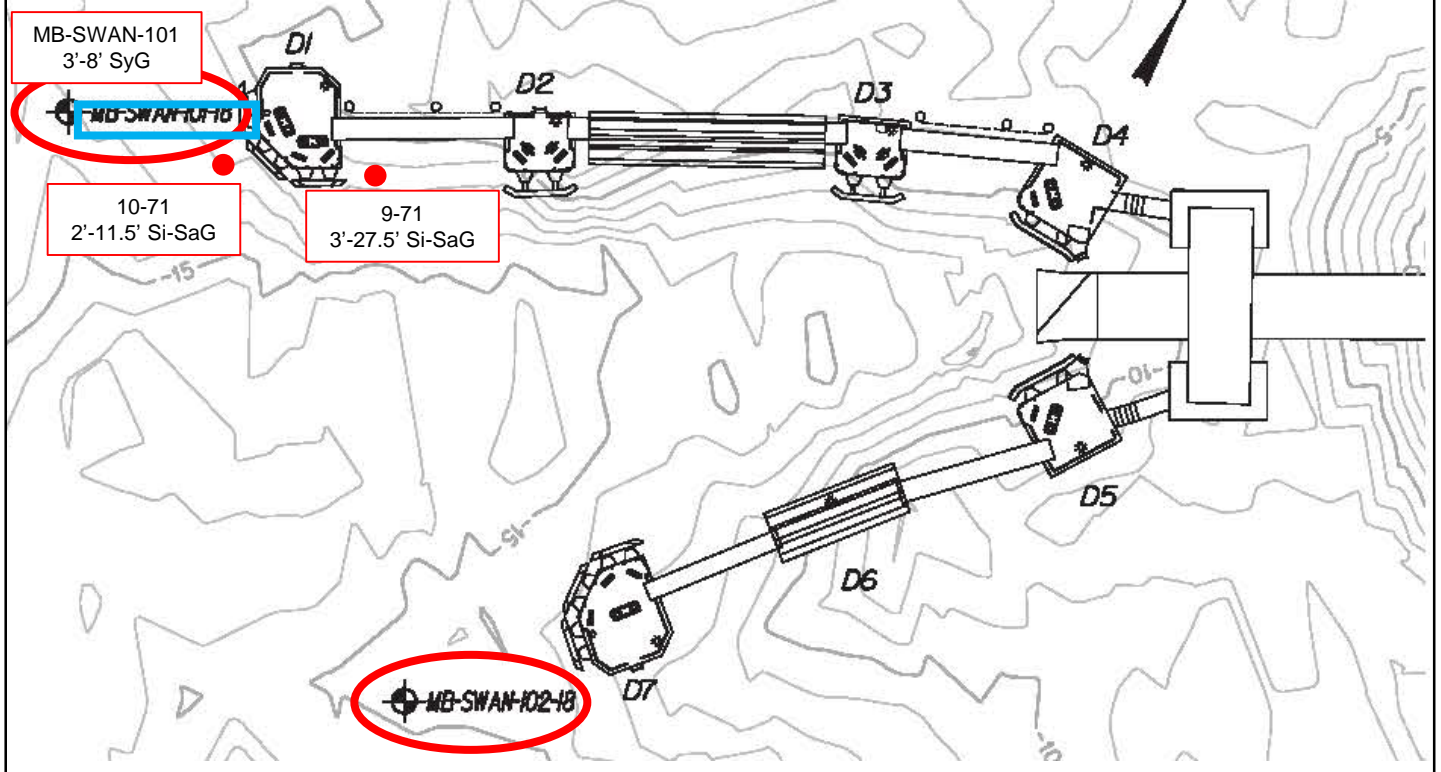 MB-SWAN-101
3'-8' SyG
D1
D2
D3
D4
MB-SWAN-101-18
10-71
2'-11.5' Si-SaG
9-71
3'-27.5' Si-SaG
-5-
-15-
-10-
D5
-15-
D6
D7
MB-SWAN-102-18
-10-